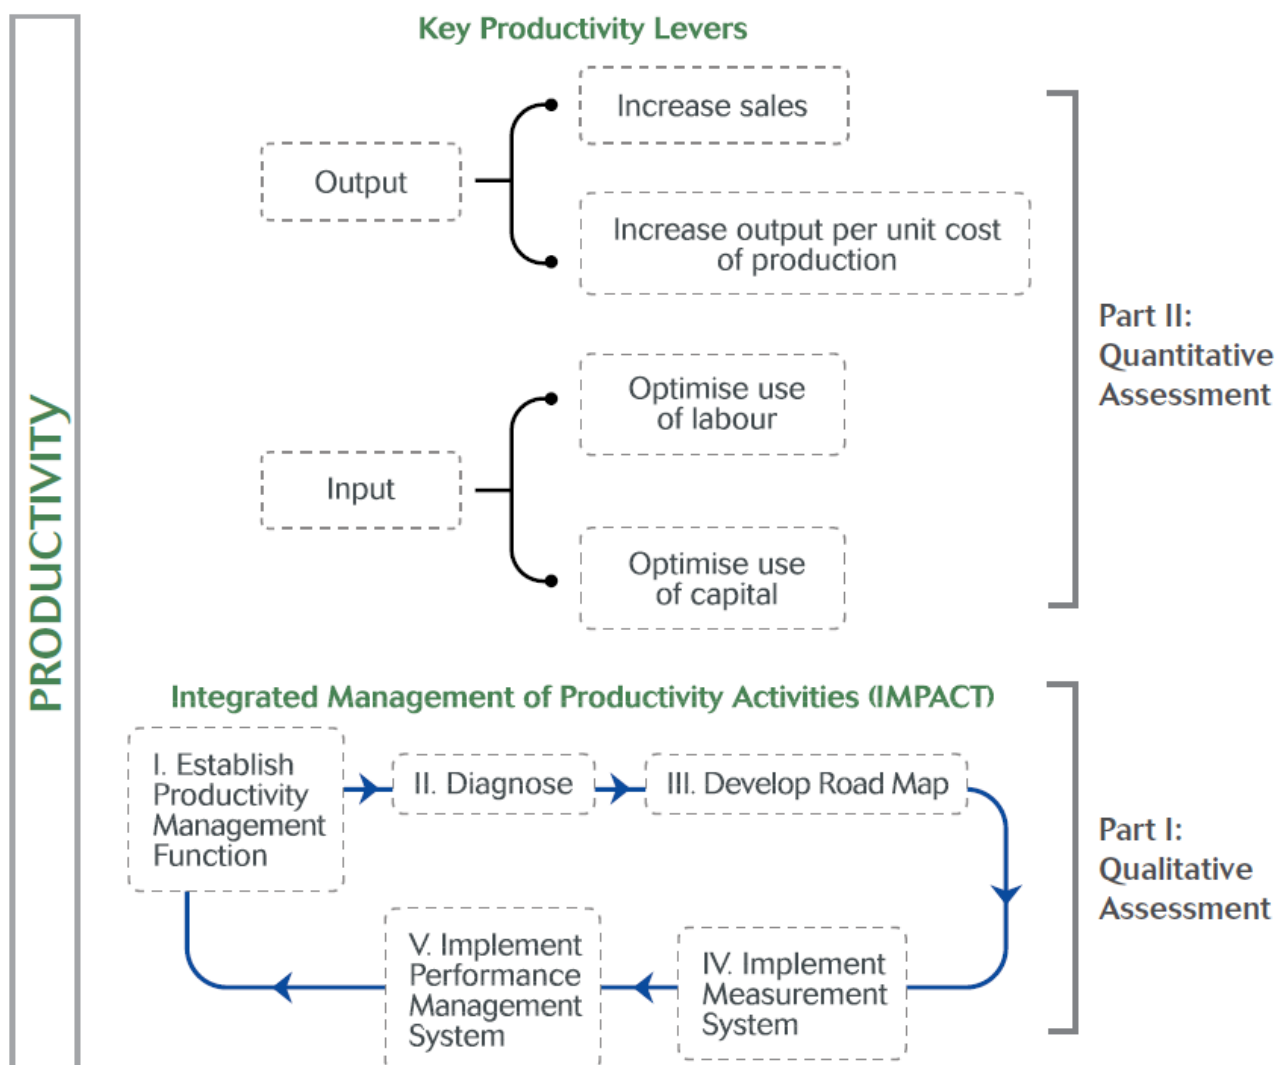 PRODUCTIVITY
Key Productivity Levers
Output
Increase sales
Increase output per unit cost
of production
Input
Optimise use
of labour
Optimise use
of capital
Part II:
Quantitative
Assessment
Integrated Management of Productivity Activities (IMPACT)
I. Establish
Productivity
Management
Function
II. Diagnose
III. Develop Road Map
IV. Implement
Measurement
System
V. Implement
Performance
Management
System
Part I:
Qualitative
Assessment